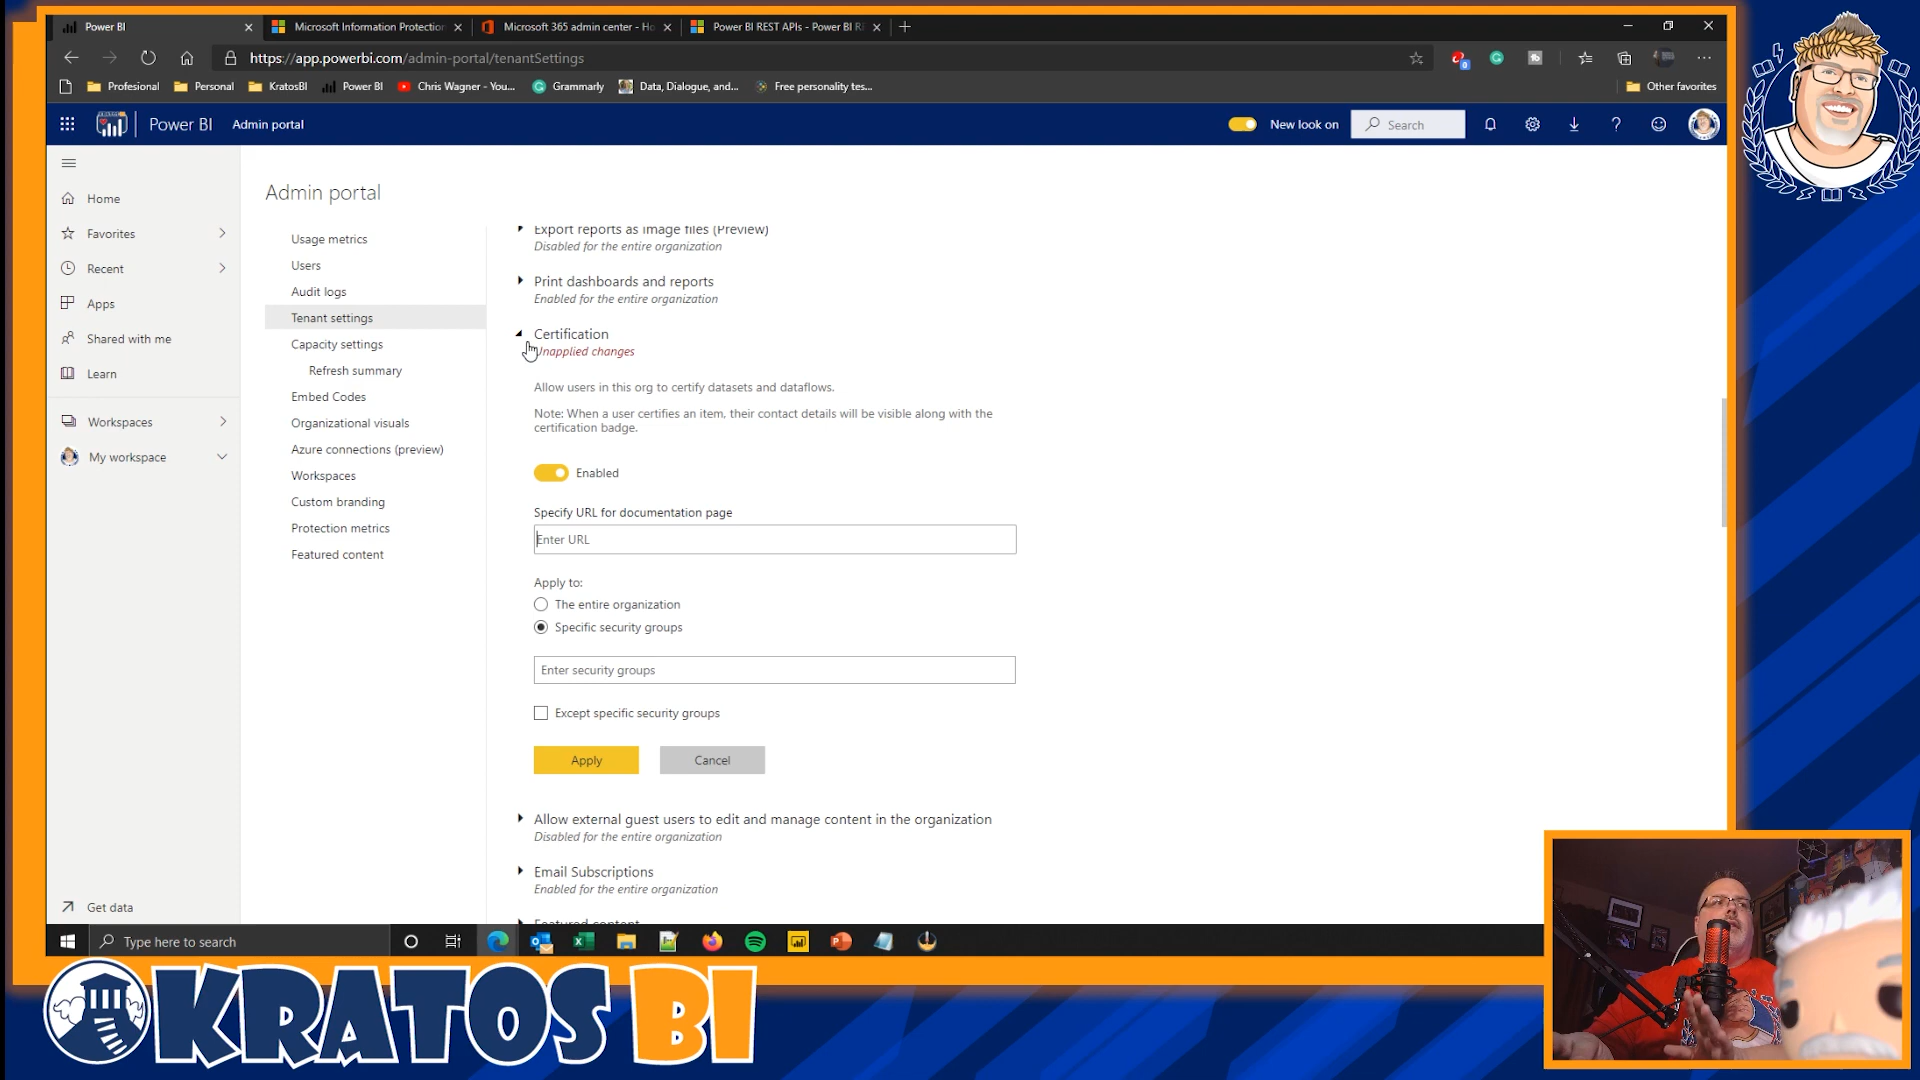 Power BI
Microsoft Information Protection
Microsoft 365 admin center - Ho
Power BI REST APIs - Power BI RE
https://app.powerbi.com/admin-portal/tenantSettings
Profesional
Personal
KratosBI
Power BI
Chris Wagner - You...
Grammarly
Data, Dialogue, and...
Free personality tes...
Other favorites
Power BI
Admin portal
New look on
Search
Home
Favorites
Recent
Apps
Shared with me
Learn
Workspaces
My workspace
Get data
Admin portal
Usage metrics
Users
Audit logs
Tenant settings
Capacity settings
Refresh summary
Embed Codes
Organizational visuals
Azure connections (preview)
Workspaces
Custom branding
Protection metrics
Featured content
Export reports as image files (Preview)
Disabled for the entire organization
Print dashboards and reports
Enabled for the entire organization
Certification
Unapplied changes
Allow users in this org to certify datasets and dataflows.
Note: When a user certifies an item, their contact details will be visible along with the
certification badge.
Enabled
Specify URL for documentation page
Enter URL
Apply to:
The entire organization
Specific security groups
Enter security groups
Except specific security groups
Apply
Cancel
Allow external guest users to edit and manage content in the organization
Disabled for the entire organization
Email Subscriptions
Enabled for the entire organization
Featured content
Type here to search
KRATOS BI